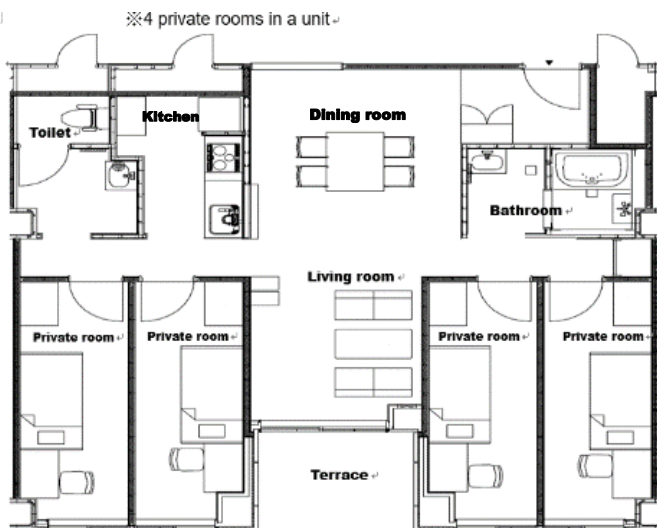 ※4 private rooms in a unit
Kitchen
Dining room
Toilet
Bathroom
Living room
Private room
Private room
Private room
Private room
Terrace